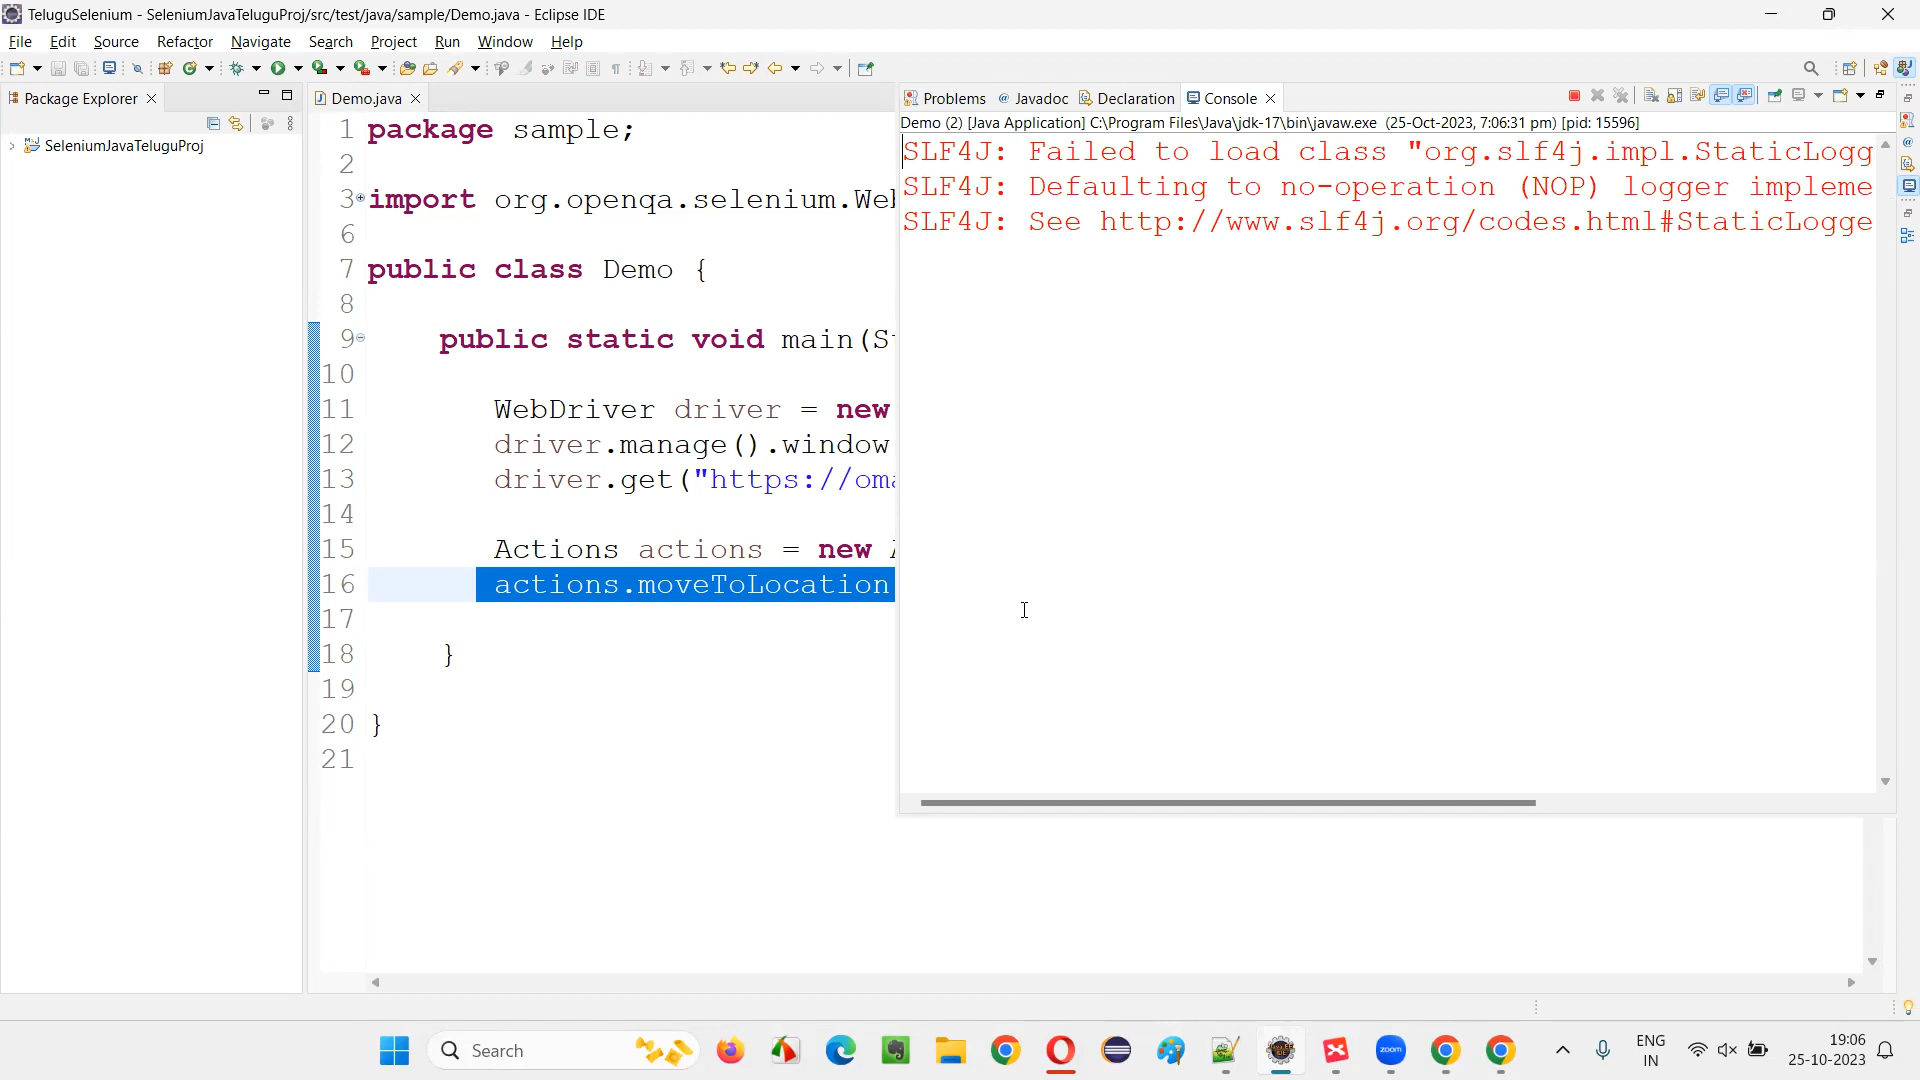 TeluguSelenium - SeleniumJavaTeluguProj/src/test/java/sample/Demo.java - Eclipse IDE
File Edit Source Refactor Navigate Search Project Run Window Help
Package Explorer
SeleniumJavaTeluguProj
Demo.java
1 package sample;
2
3 import org.openqa.selenium.We
6
7 public class Demo {
8
9 public static void main(S
10
11 WebDriver driver = new
12 driver.manage().window
13 driver.get("https://oma
14
15 Actions actions = new A
16 actions.moveToLocation
17
18 }
19
20 }
21
Problems @ Javadoc Declaration Console
Demo (2) [Java Application] C:\Program Files\Java\jdk-17\bin\javaw.exe (25-Oct-2023, 7:06:31 pm) [pid: 15596]
SLF4J: Failed to load class "org.slf4j.impl.StaticLogg
SLF4J: Defaulting to no-operation (NOP) logger impleme
SLF4J: See http://www.slf4j.org/codes.html#StaticLogge
Search
zoom
ENG
IN
19:06
25-10-2023